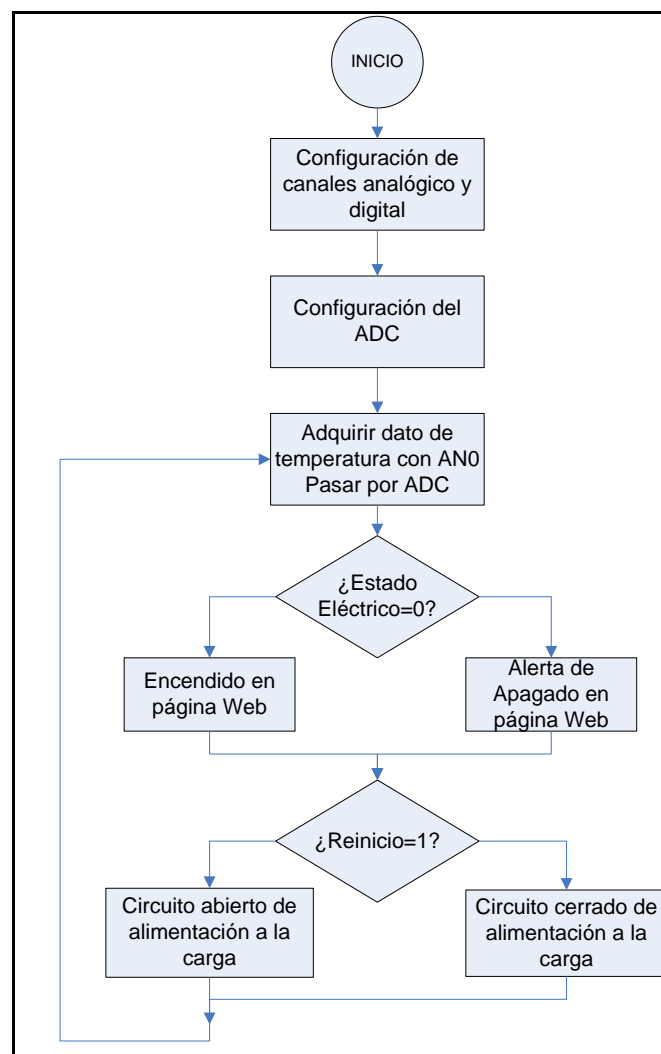 INICIO
Configuración de
canales analógico y
digital
Configuración del
ADC
Adquirir dato de
temperatura con AN0
Pasar por ADC
¿Estado
Eléctrico=0?
Encendido en
página Web
Alerta de
Apagado en
página Web
¿Reinicio=1?
Circuito abierto de
alimentación a la
carga
Circuito cerrado de
alimentación a la
carga